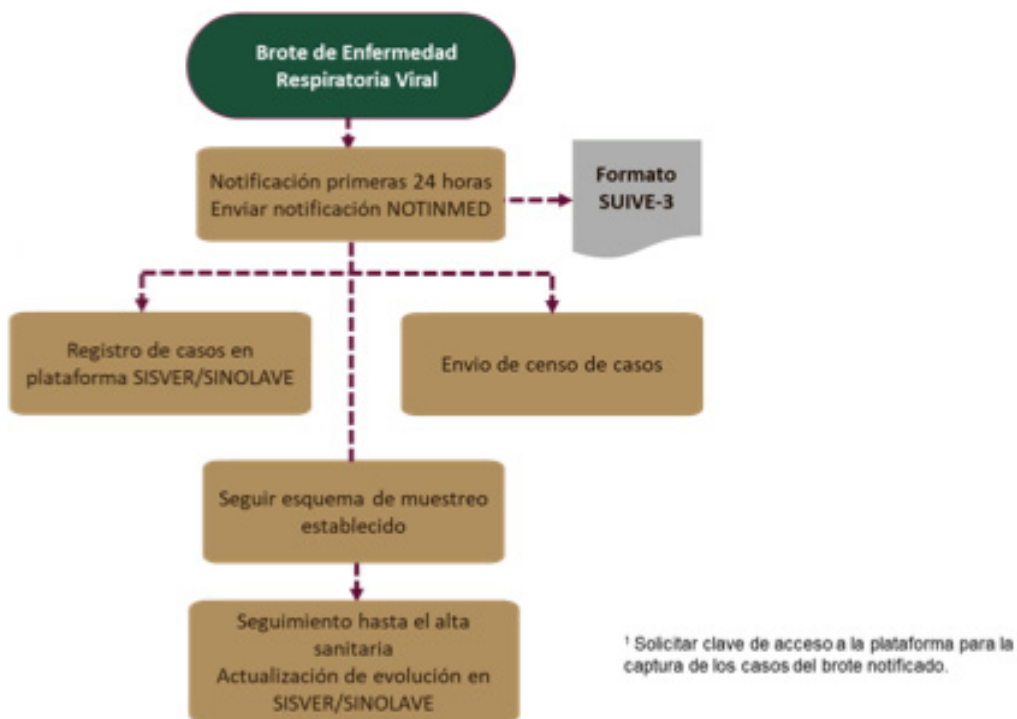 Brote de Enfermedad
Respiratoria Viral
Notificación primeras 24 horas
Enviar notificación NOTINMED
Formato
SUIVE-3
Registro de casos en
plataforma SISVER/SINOLAVE
Envio de censo de casos
Seguir esquema de muestreo
establecido
Seguimiento hasta el alta
sanitaria
Actualización de evolución en
SISVER/SINOLAVE
¹ Solicitar clave de acceso a la plataforma para la
captura de los casos del brote notificado.